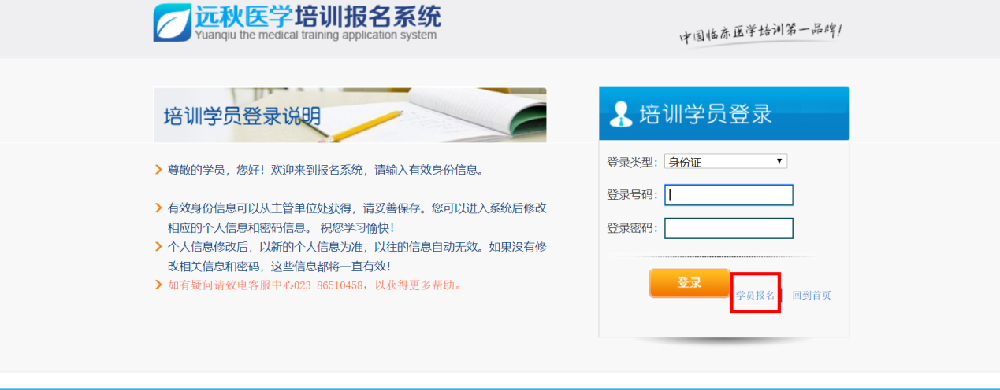 远秋医学培训报名系统
Yuanqiu the medical training application system
中国临床医学培训第一品牌！
培训学员登录说明
尊敬的学员，您好！欢迎来到报名系统，请输入有效身份信息。
有效身份信息可以从主管单位处获得，请妥善保存。您可以进入系统后修改
相应的个人信息和密码信息。 祝您学习愉快！
个人信息修改后，以新的个人信息为准，以往的信息自动无效。如果没有修
改相关信息和密码，这些信息都将一直有效！
如有疑问请致电客服中心023-86510458，以获得更多帮助。
培训学员登录
登录类型：身份证
登录号码：
登录密码：
登录
学员报名 回到首页